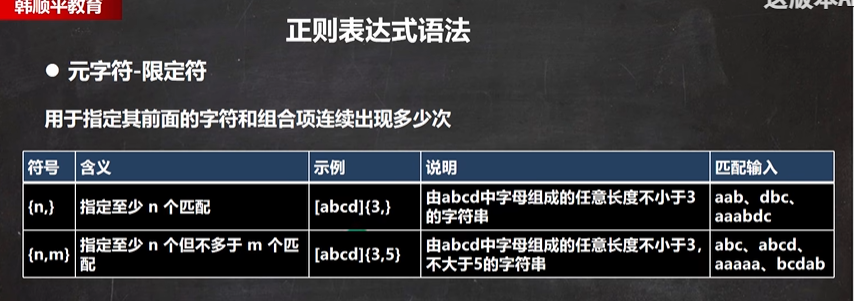 韩顺平教育
正则表达式语法
● 元字符-限定符
用于指定其前面的字符和组合项连续出现多少次
符号 含义 示例 说明 匹配输入
{n,} 指定至少 n 个匹配 [abcd]{3,} 由abcd中字母组成的任意长度不小于3
的字符串 aab、dbc、
aaabdc
{n,m} 指定至少 n 个但不多于 m 个匹
配 [abcd]{3,5} 由abcd中字母组成的任意长度不小于3，
不大于5的字符串 abc、abcd、
aaaaa、bcdab